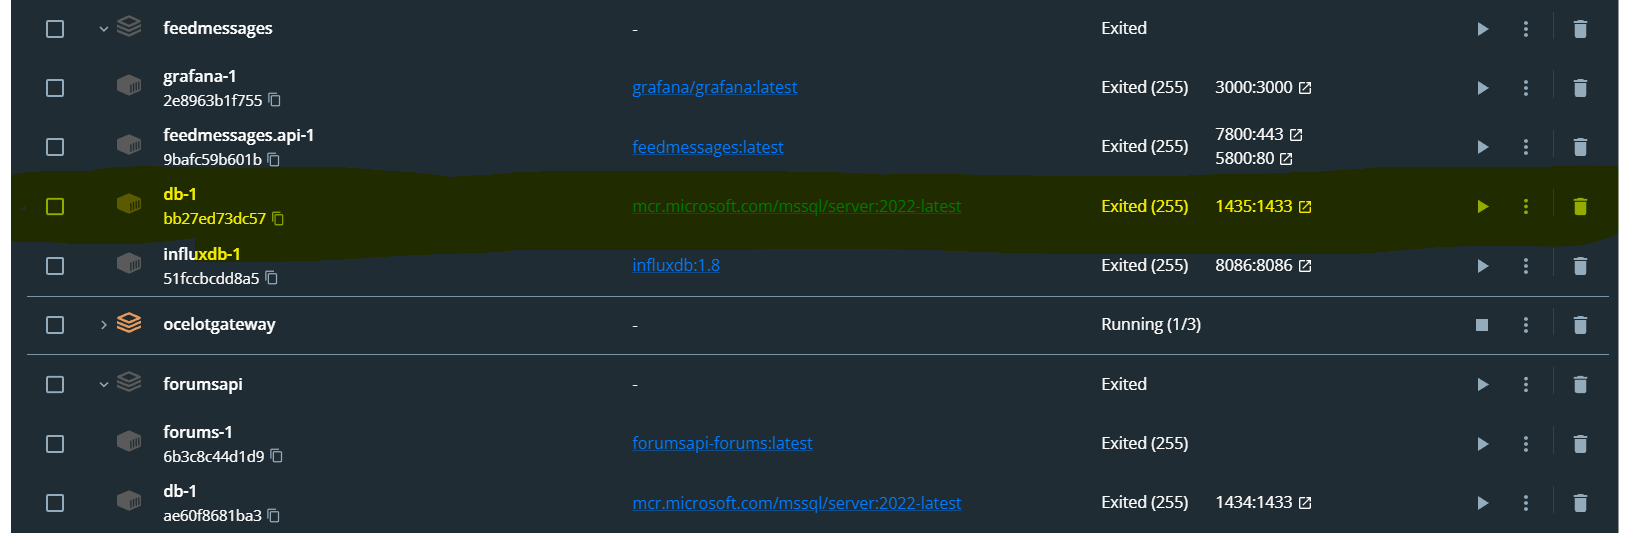 feedmessages - Exited
grafana-1
2e8963b1f755 grafana/grafana:latest Exited (255) 3000:3000
feedmessages.api-1
9bafc59b601b feedmessages:latest Exited (255) 7800:443
5800:80
db-1
bb27ed73dc57 mcr.microsoft.com/mssql/server:2022-latest Exited (255) 1435:1433
influxdb-1
51fccbcdd8a5 influxdb:1.8 Exited (255) 8086:8086
ocelotgateway - Running (1/3)
forumsapi - Exited
forums-1
6b3c8c44d1d9 forumsapi-forums:latest Exited (255)
db-1
ae60f8681ba3 mcr.microsoft.com/mssql/server:2022-latest Exited (255) 1434:1433